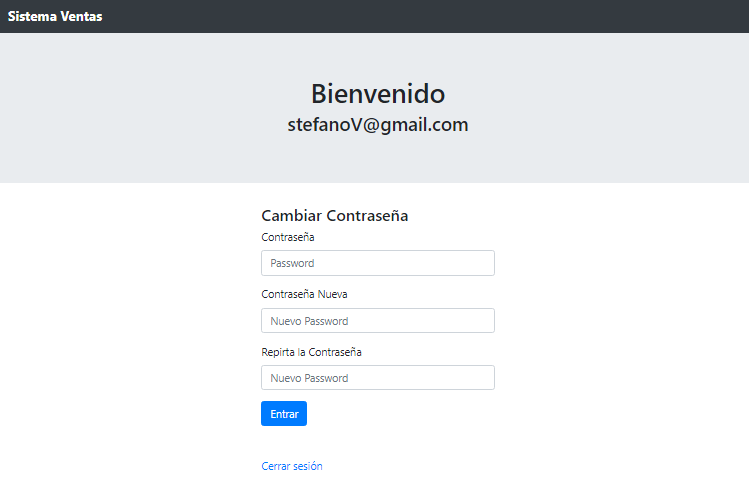 Sistema Ventas
Bienvenido
stefanoV@gmail.com
Cambiar Contraseña
Contraseña
Password
Contraseña Nueva
Nuevo Password
Repirta la Contraseña
Nuevo Password
Entrar
Cerrar sesión